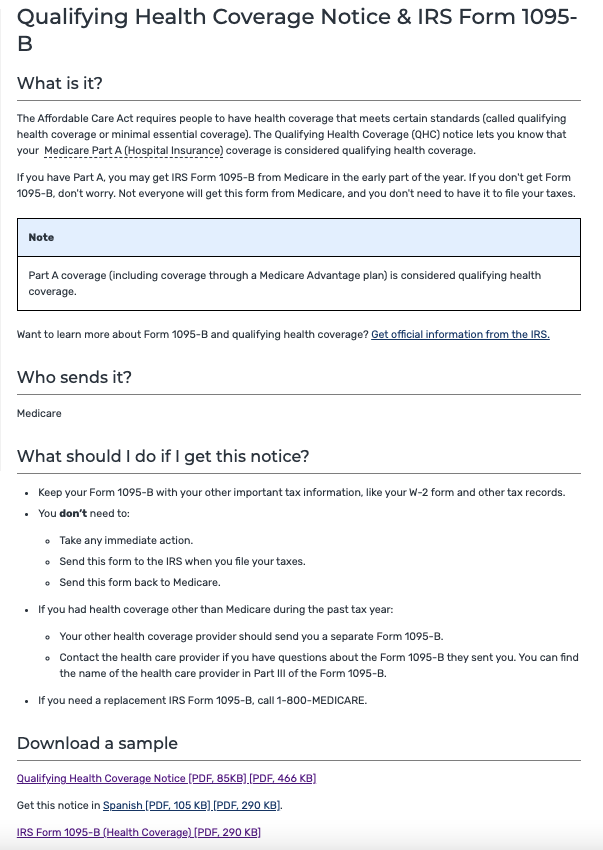 Qualifying Health Coverage Notice & IRS Form 1095-
B
What is it?
The Affordable Care Act requires people to have health coverage that meets certain standards (called qualifying
health coverage or minimal essential coverage). The Qualifying Health Coverage (QHC) notice lets you know that
your Medicare Part A (Hospital Insurance) coverage is considered qualifying health coverage.
If you have Part A, you may get IRS Form 1095-B from Medicare in the early part of the year. If you don't get Form
1095-B, don't worry. Not everyone will get this form from Medicare, and you don't need to have it to file your taxes.
Note
Part A coverage (including coverage through a Medicare Advantage plan) is considered qualifying health
coverage.
Want to learn more about Form 1095-B and qualifying health coverage? Get official information from the IRS.
Who sends it?
Medicare
What should I do if I get this notice?
• Keep your Form 1095-B with your other important tax information, like your W-2 form and other tax records.
• You don't need to:
◦ Take any immediate action.
◦ Send this form to the IRS when you file your taxes.
◦ Send this form back to Medicare.
• If you had health coverage other than Medicare during the past tax year:
◦ Your other health coverage provider should send you a separate Form 1095-B.
◦ Contact the health care provider if you have questions about the Form 1095-B they sent you. You can find
the name of the health care provider in Part III of the Form 1095-B.
• If you need a replacement IRS Form 1095-B, call 1-800-MEDICARE.
Download a sample
Qualifying Health Coverage Notice [PDF, 85KB] [PDF, 466 KB]
Get this notice in Spanish [PDF, 105 KB] [PDF, 290 KB].
IRS Form 1095-B (Health Coverage) [PDF, 290 KB]